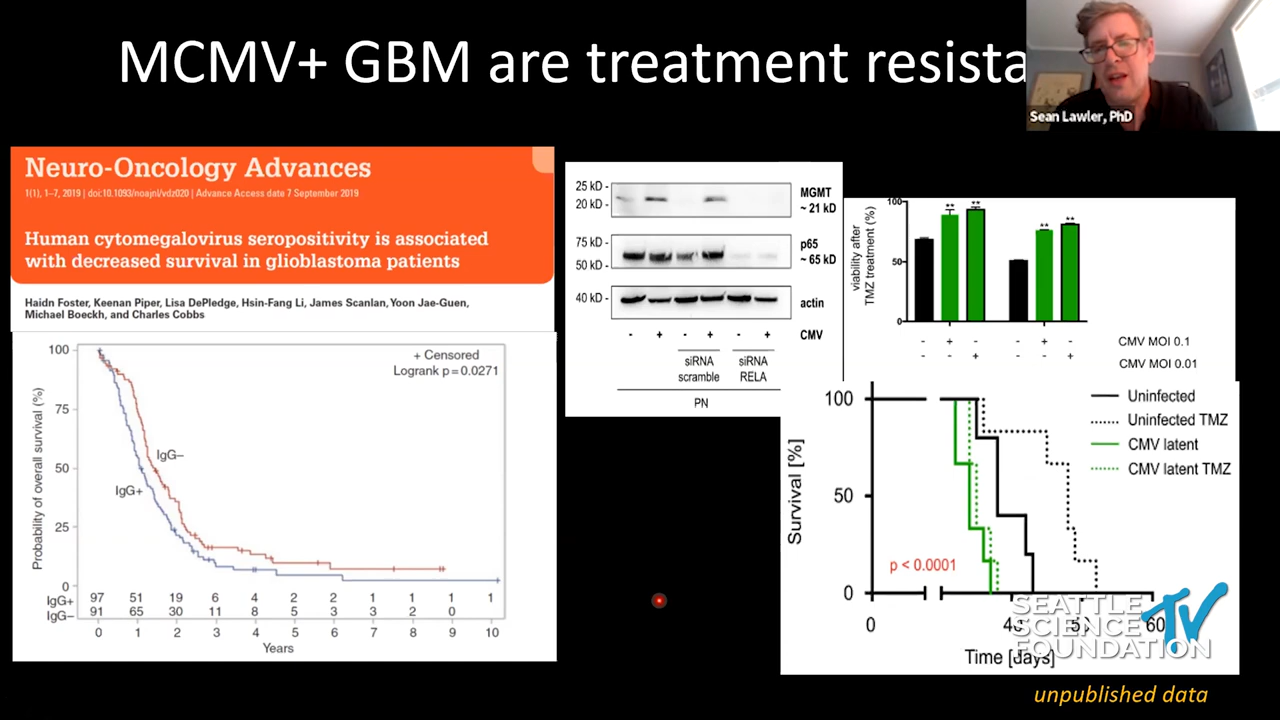 MCMV+ GBM are treatment resista
Sean Lawler, PhD
Neuro-Oncology Advances
1(1), 1–7, 2019 | doi:10.1093/noajnl/vdz020 | Advance Access date 7 September 2019
Human cytomegalovirus seropositivity is associated
with decreased survival in glioblastoma patients
Haidn Foster, Keenan Piper, Lisa DePledge, Hsin-Fang Li, James Scanlan, Yoon Jae-Guen,
Michael Boeckh, and Charles Cobbs
Probability of overall survival (%)
100
75
50
25
0
+ Censored
Logrank p=0.0271
IgG–
IgG+
IgG+ 97 51 19 6 4 2 2 1 1 1 1
IgG– 91 65 30 11 8 5 3 3 2 0
0 1 2 3 4 5 6 7 8 9 10
Years
25 kD -
20 kD -
MGMT
~ 21 kD
75 kD -
50 kD -
p65
~ 65 kD
40 kD -
actin
- + - + - + CMV
siRNA
scramble
siRNA
RELA
PN
viability after
TMZ treatment (%)
100
50
0
** ** ** **
- + - - + - CMV MOI 0.1
- - + - - + CMV MOI 0.01
Survival [%]
100
50
0
Uninfected
Uninfected TMZ
CMV latent
CMV latent TMZ
p < 0.0001
0 40 50 60
Time [days]
SEATTLE
SCIENCE
FOUNDATION
TV
unpublished data